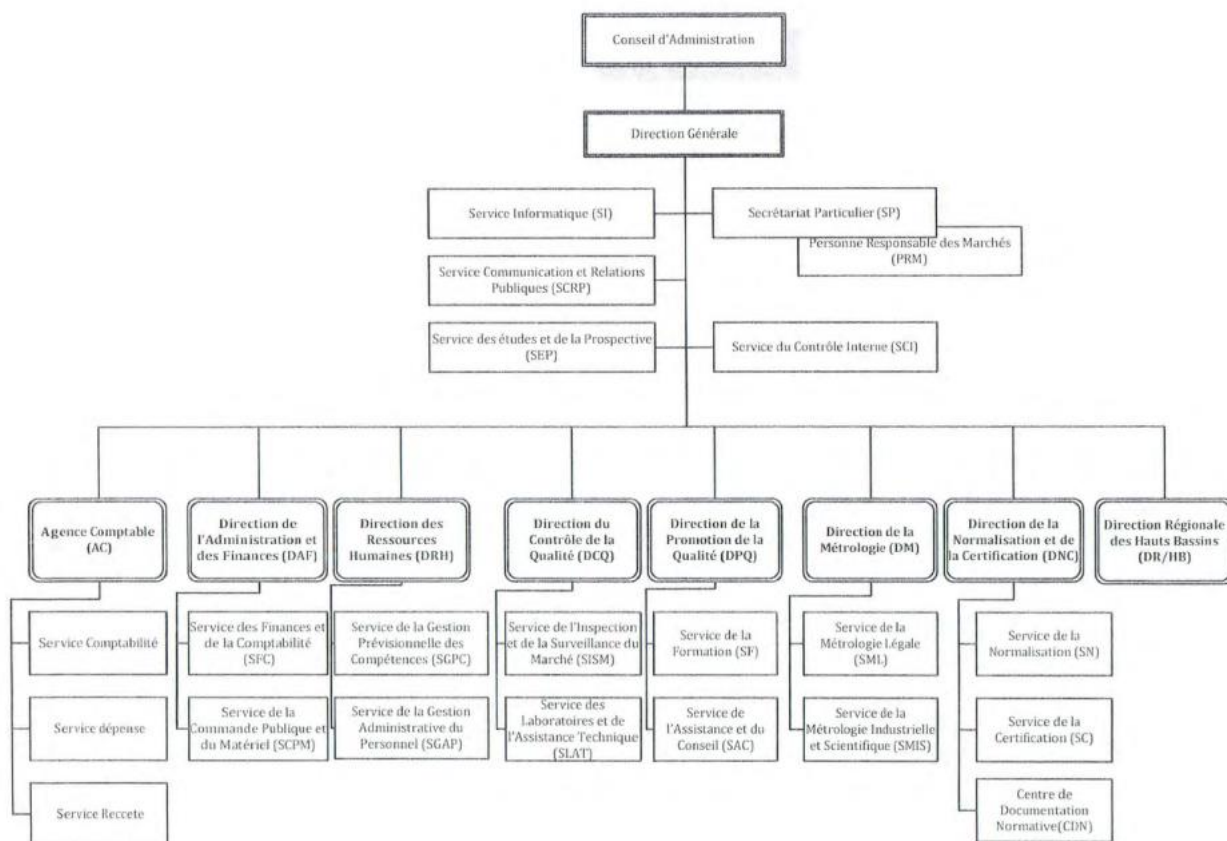 Conseil d'Administration
Direction Générale
Service Informatique (SI)
Secrétariat Particulier (SP)
Personne Responsable des Marchés
(PRM)
Service Communication et Relations
Publiques (SCRP)
Service des études et de la Prospective
(SEP)
Service du Contrôle Interne (SCI)
Agence Comptable
(AC)
Direction de
l'Administration et
des Finances (DAF)
Direction des
Ressources
Humaines (DRH)
Direction du
Contrôle de la
Qualité (DCQ)
Direction de la
Promotion de la
Qualité (DPQ)
Direction de la
Métrologie (DM)
Direction de la
Normalisation et de
la Certification (DNC)
Direction Régionale
des Hauts Bassins
(DR/HB)
Service Comptabilité
Service des Finances et
de la Comptabilité
(SFC)
Service de la Gestion
Prévisionnelle des
Compétences (SGPC)
Service de l'Inspection
et de la Surveillance du
Marché (SISM)
Service de la
Formation (SF)
Service de la
Métrologie Légale
(SML)
Service de la
Normalisation (SN)
Service dépense
Service de la
Commande Publique et
du Matériel (SCPM)
Service de la Gestion
Administrative du
Personnel (SGAP)
Service des
Laboratoires et de
l'Assistance Technique
(SLAT)
Service de
l'Assistance et du
Conseil (SAC)
Service de la
Métrologie Industrielle
et Scientifique (SMIS)
Service de la
Certification (SC)
Service Reccete
Centre de
Documentation
Normative(CDN)